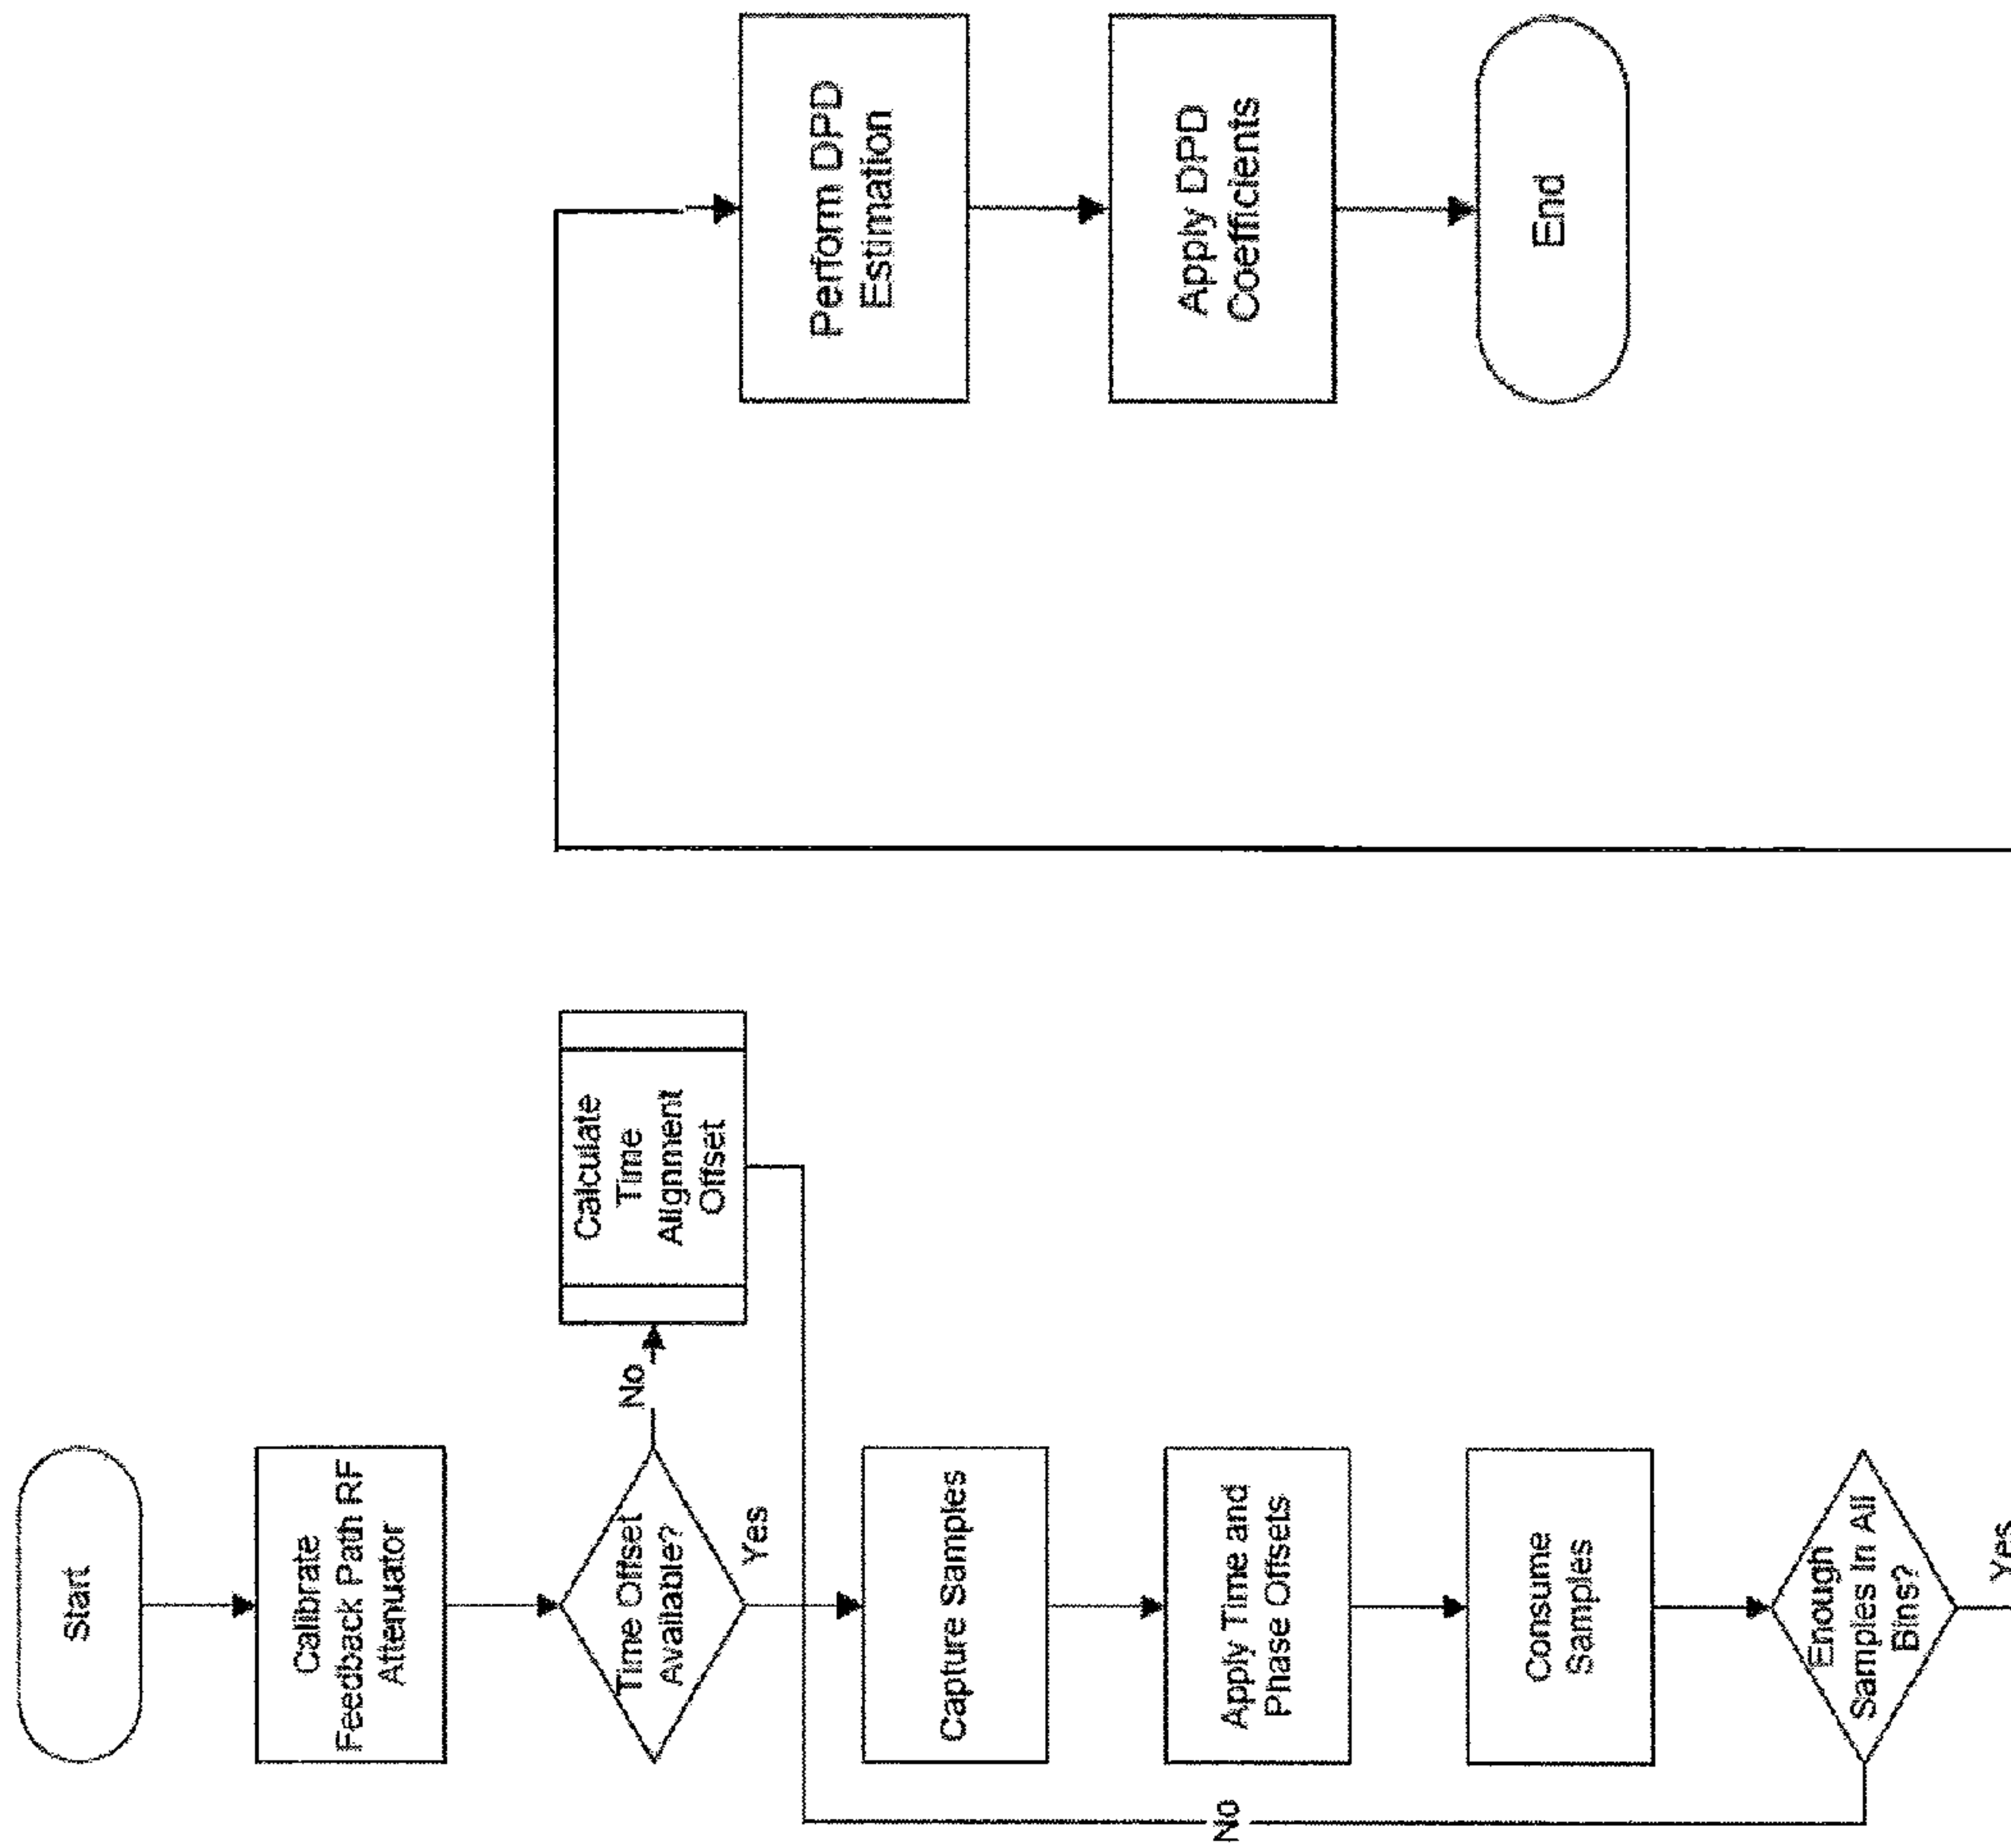 Start
Calibrate
Feedback Path RF
Attenuator
Time Offset
Available?
No
Calculate
Time
Alignment
Offset
Yes
Capture Samples
Apply Time and
Phase Offsets
Consume
Samples
Enough
Samples In All
Bins?
No
Yes
Perform DPD
Estimation
Apply DPD
Coefficients
End